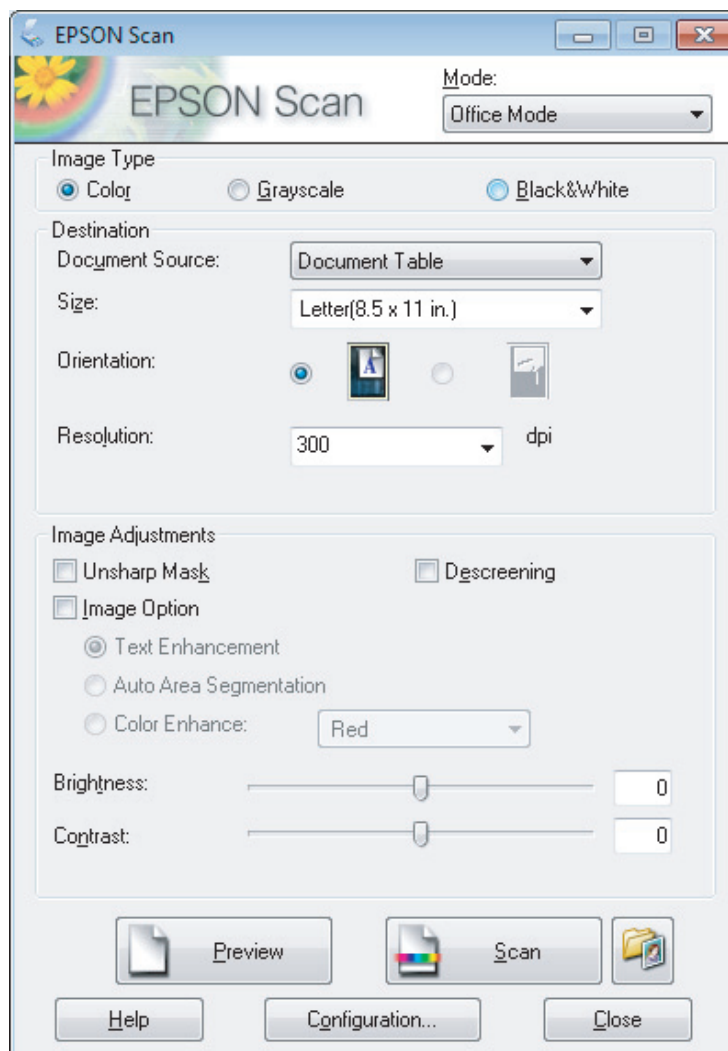 EPSON Scan
EPSON Scan
Mode:
Office Mode
Image Type
Color Grayscale Black&White
Destination
Document Source: Document Table
Size: Letter(8.5 x 11 in.)
Orientation: A
Resolution: 300 dpi
Image Adjustments
Unsharp Mask Descreening
Image Option
Text Enhancement
Auto Area Segmentation
Color Enhance: Red
Brightness: 0
Contrast: 0
Preview Scan
Help Configuration... Close